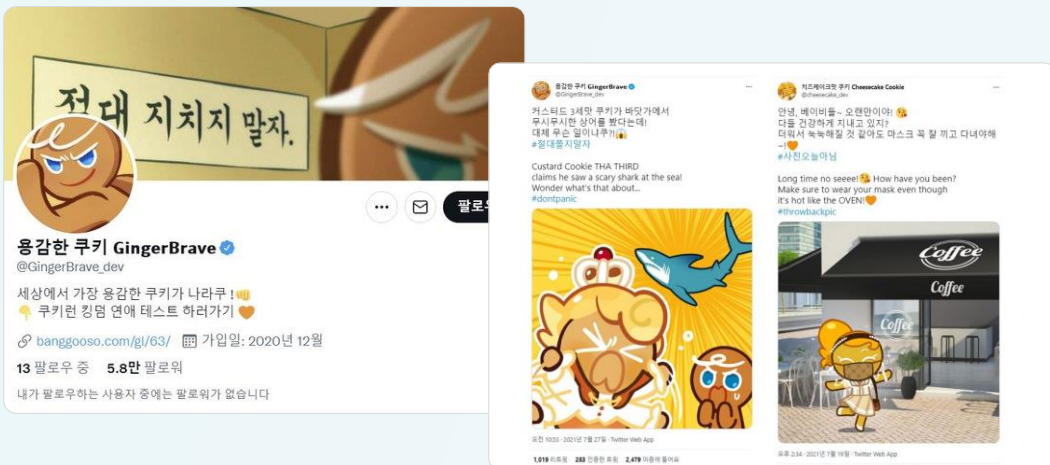 절대 지치지 말자.
팔로우
용감한 쿠키 GingerBrave
@GingerBrave_dev
세상에서 가장 용감한 쿠키가 나라쿠!👊
👇 쿠키런 킹덤 연애 테스트 하러가기 🧡
banggooso.com/gl/63/ 가입일: 2020년 12월
13 팔로우 중 5.8만 팔로워
내가 팔로우하는 사용자 중에는 팔로워가 없습니다
용감한 쿠키 GingerBrave
@GingerBrave_dev
커스터드 3세맛 쿠키가 바닷가에서
무시무시한 상어를 봤다는데!
대체 무슨 일이냐쿠?!😱
#절대쫄지말자
Custard Cookie THA THIRD
claims he saw a scary shark at the sea!
Wonder what's that about...
#dontpanic
오전 10:53 · 2021년 7월 27일 · Twitter Web App
1,019 리트윗 283 인용한 트윗 2,479 마음에 들어요
치즈케이크맛 쿠키 Cheesecake Cookie
@cheesecake_dev
안녕, 베이비들~ 오랜만이야! 😘
다들 건강하게 지내고 있지?
더워서 눅눅해질 것 같아도 마스크 꼭 잘 끼고 다녀야해
~!🧡
#사진오늘아님
Long time no seeee!😘 How have you been?
Make sure to wear your mask even though
it's hot like the OVEN!🧡
#throwbackpic
Coffee
Coffee
Coffee
오후 2:34 · 2021년 7월 19일 · Twitter Web App